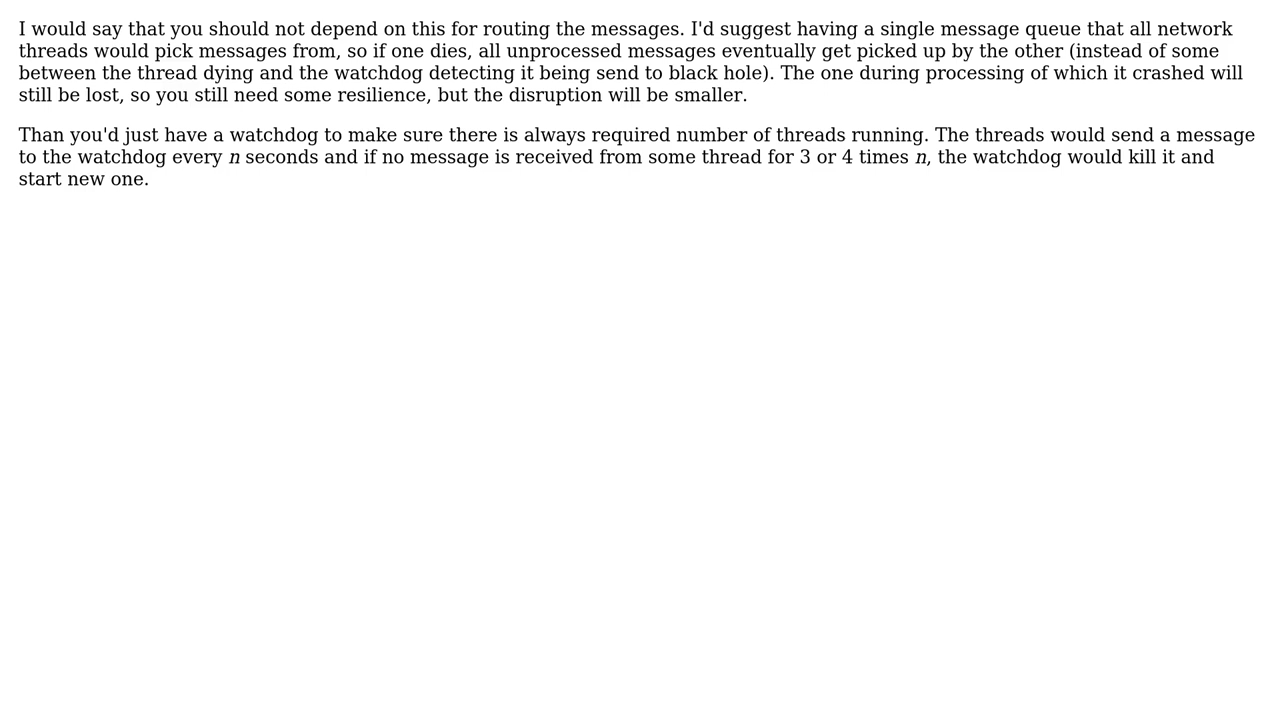 I would say that you should not depend on this for routing the messages. I'd suggest having a single message queue that all network
threads would pick messages from, so if one dies, all unprocessed messages eventually get picked up by the other (instead of some
between the thread dying and the watchdog detecting it being send to black hole). The one during processing of which it crashed will
still be lost, so you still need some resilience, but the disruption will be smaller.
Than you'd just have a watchdog to make sure there is always required number of threads running. The threads would send a message
to the watchdog every n seconds and if no message is received from some thread for 3 or 4 times n, the watchdog would kill it and
start new one.